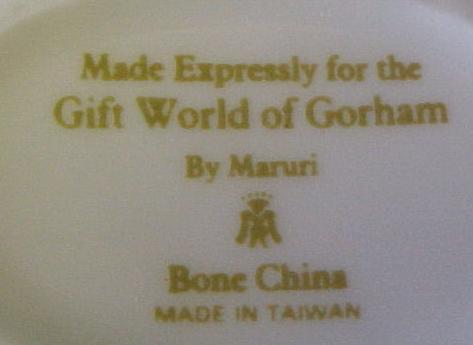 Made Expressly for the
Gift World of Gorham
By Maruri
Bone China
MADE IN TAIWAN